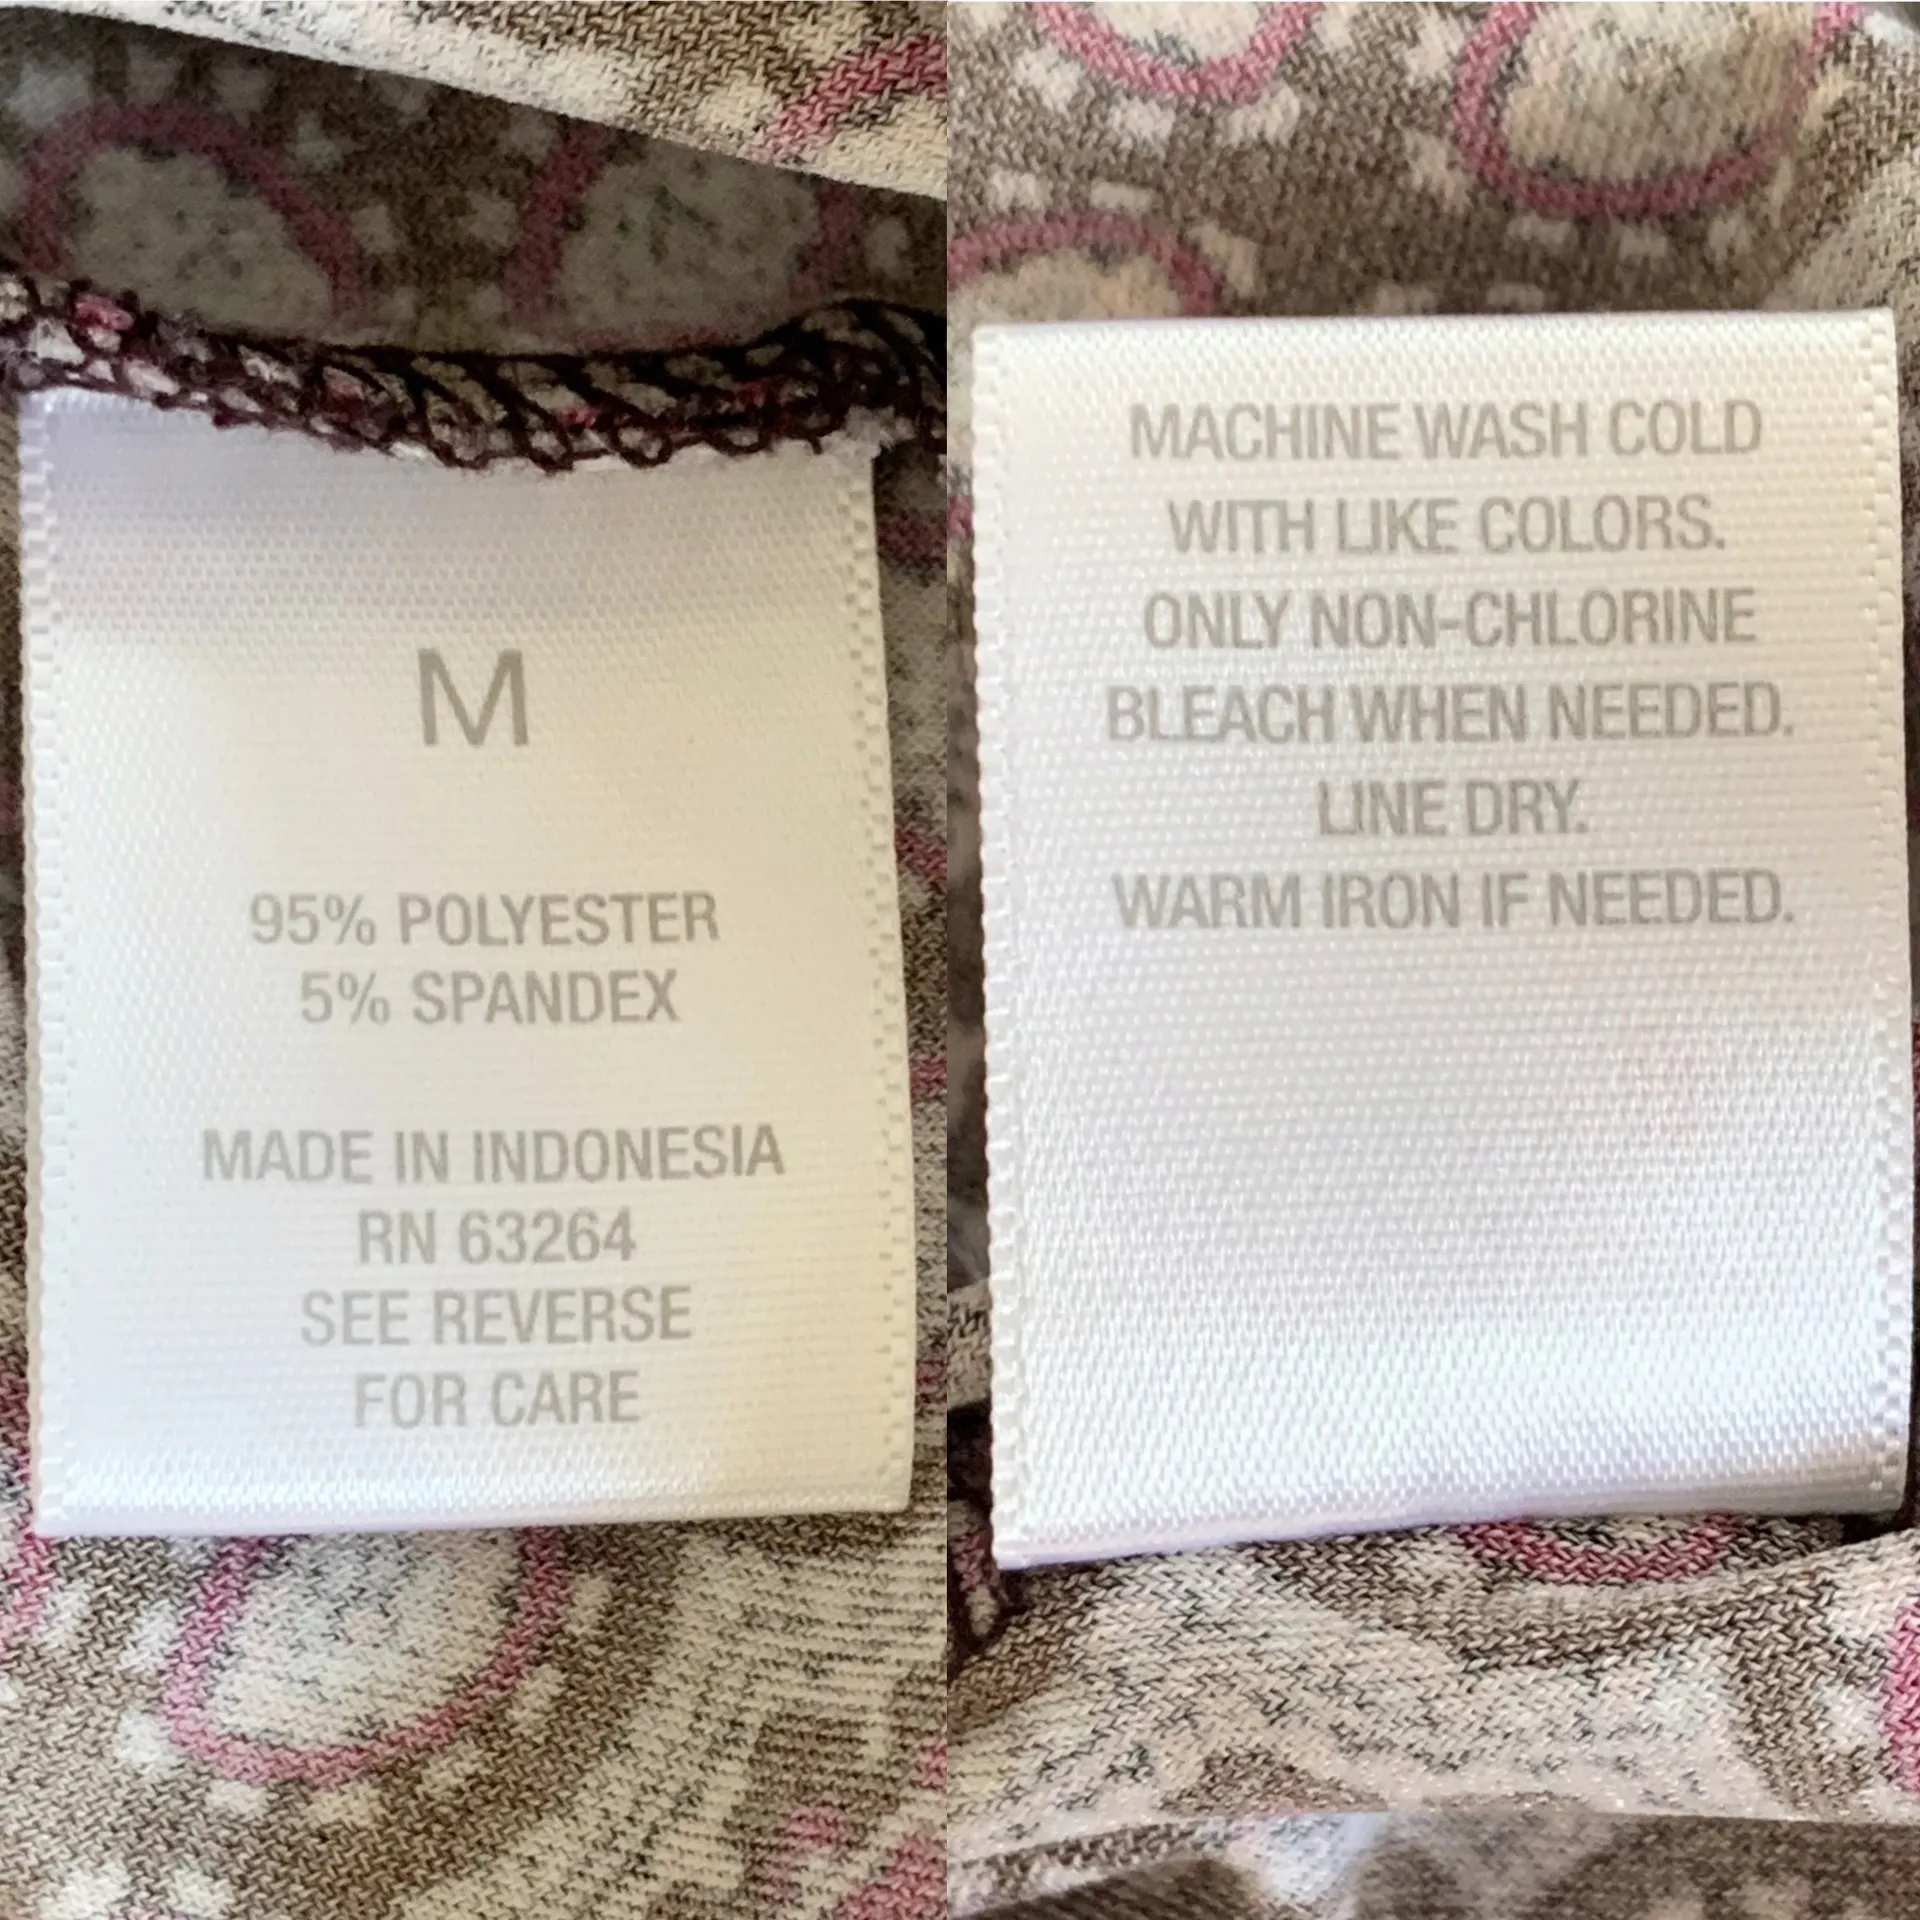 M
95% POLYESTER
5% SPANDEX
MADE IN INDONESIA
RN 63264
SEE REVERSE
FOR CARE
MACHINE WASH COLD
WITH LIKE COLORS.
ONLY NON-CHLORINE
BLEACH WHEN NEEDED.
LINE DRY.
WARM IRON IF NEEDED.